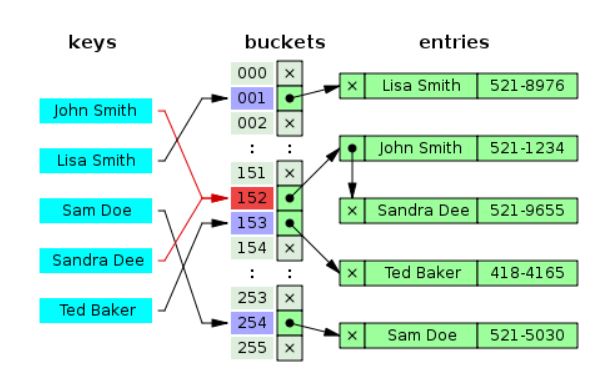 keys
buckets
entries
John Smith
Lisa Smith
Sam Doe
Sandra Dee
Ted Baker
000 ×
001
002 ×
: :
151 ×
152
153
154 ×
: :
253 ×
254
255 ×
× Lisa Smith 521-8976
John Smith 521-1234
× Sandra Dee 521-9655
× Ted Baker 418-4165
× Sam Doe 521-5030